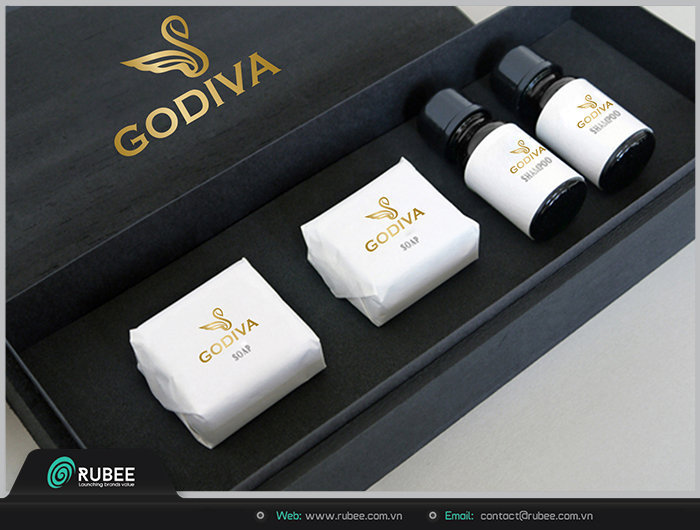 GODIVA
GODIVA
SHAMPOO
GODIVA
SHAMPOO
GODIVA
SOAP
GODIVA
SOAP
RUBEE
Launching brands value
Web: www.rubee.com.vn
Email: contact@rubee.com.vn